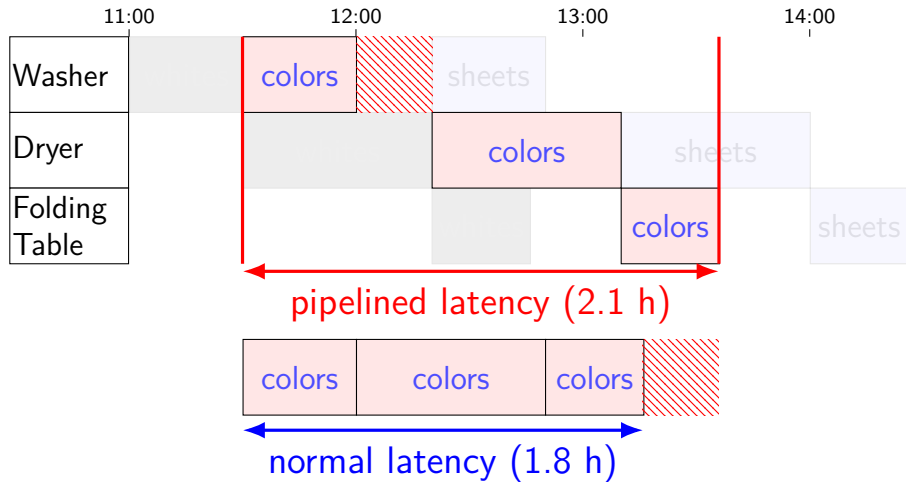 11:00 12:00 13:00 14:00
Washer colors sheets
Dryer colors sheets
Folding
Table
colors sheets
pipelined latency (2.1 h)
colors colors colors
normal latency (1.8 h)